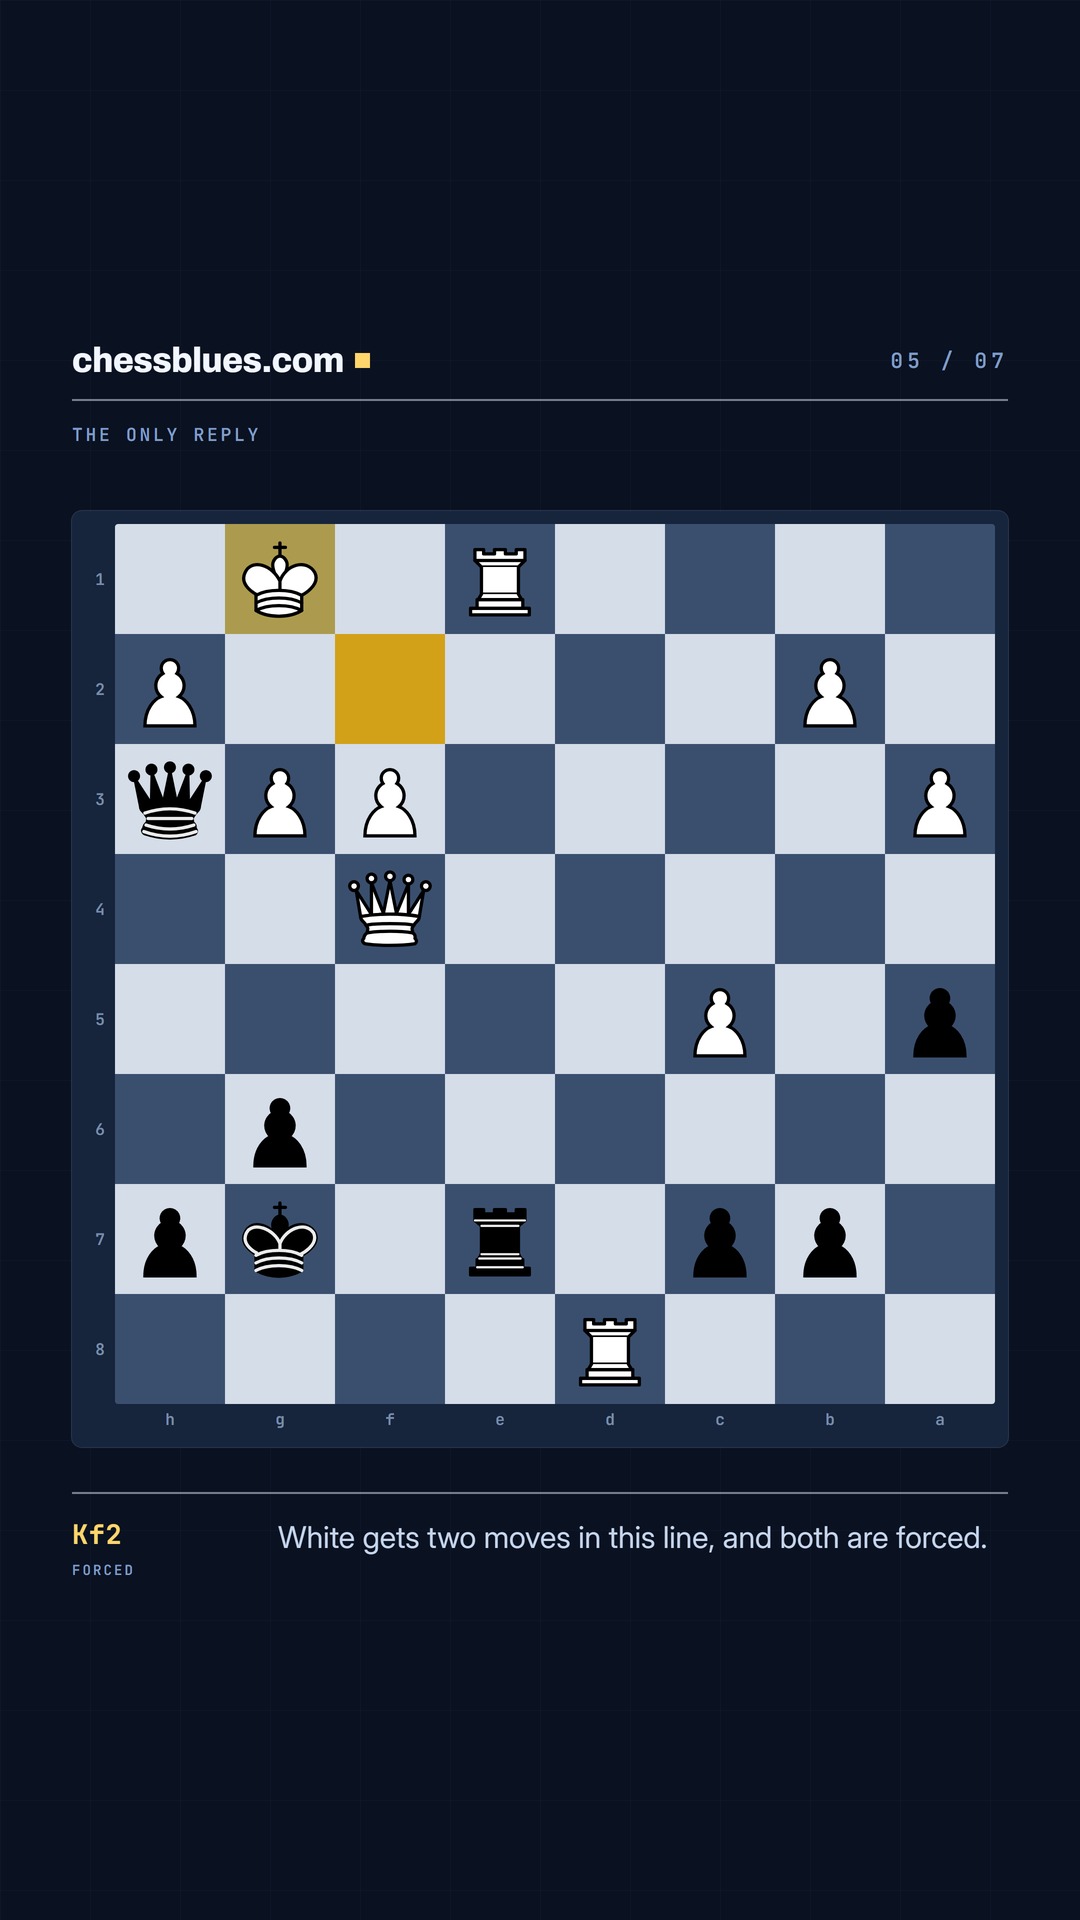 chessblues.com
05 / 07
THE ONLY REPLY
1
2
3
4
5
6
7
8
h g f e d c b a
Kf2
White gets two moves in this line, and both are forced.
FORCED